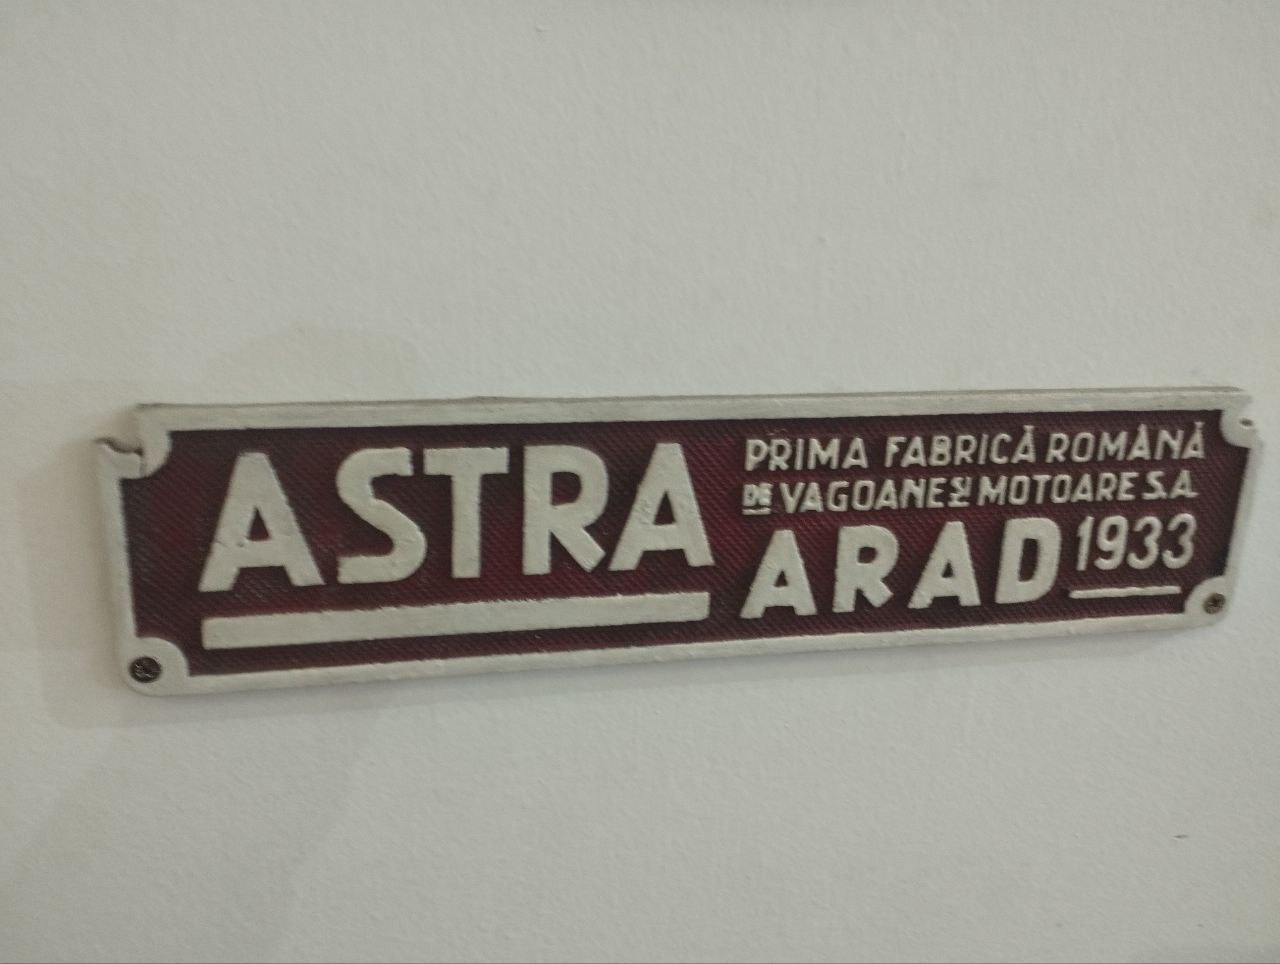 ASTRA
PRIMA FABRICĂ ROMÂNĂ
DE VAGOANE ȘI MOTOARE S.A.
ARAD 1933